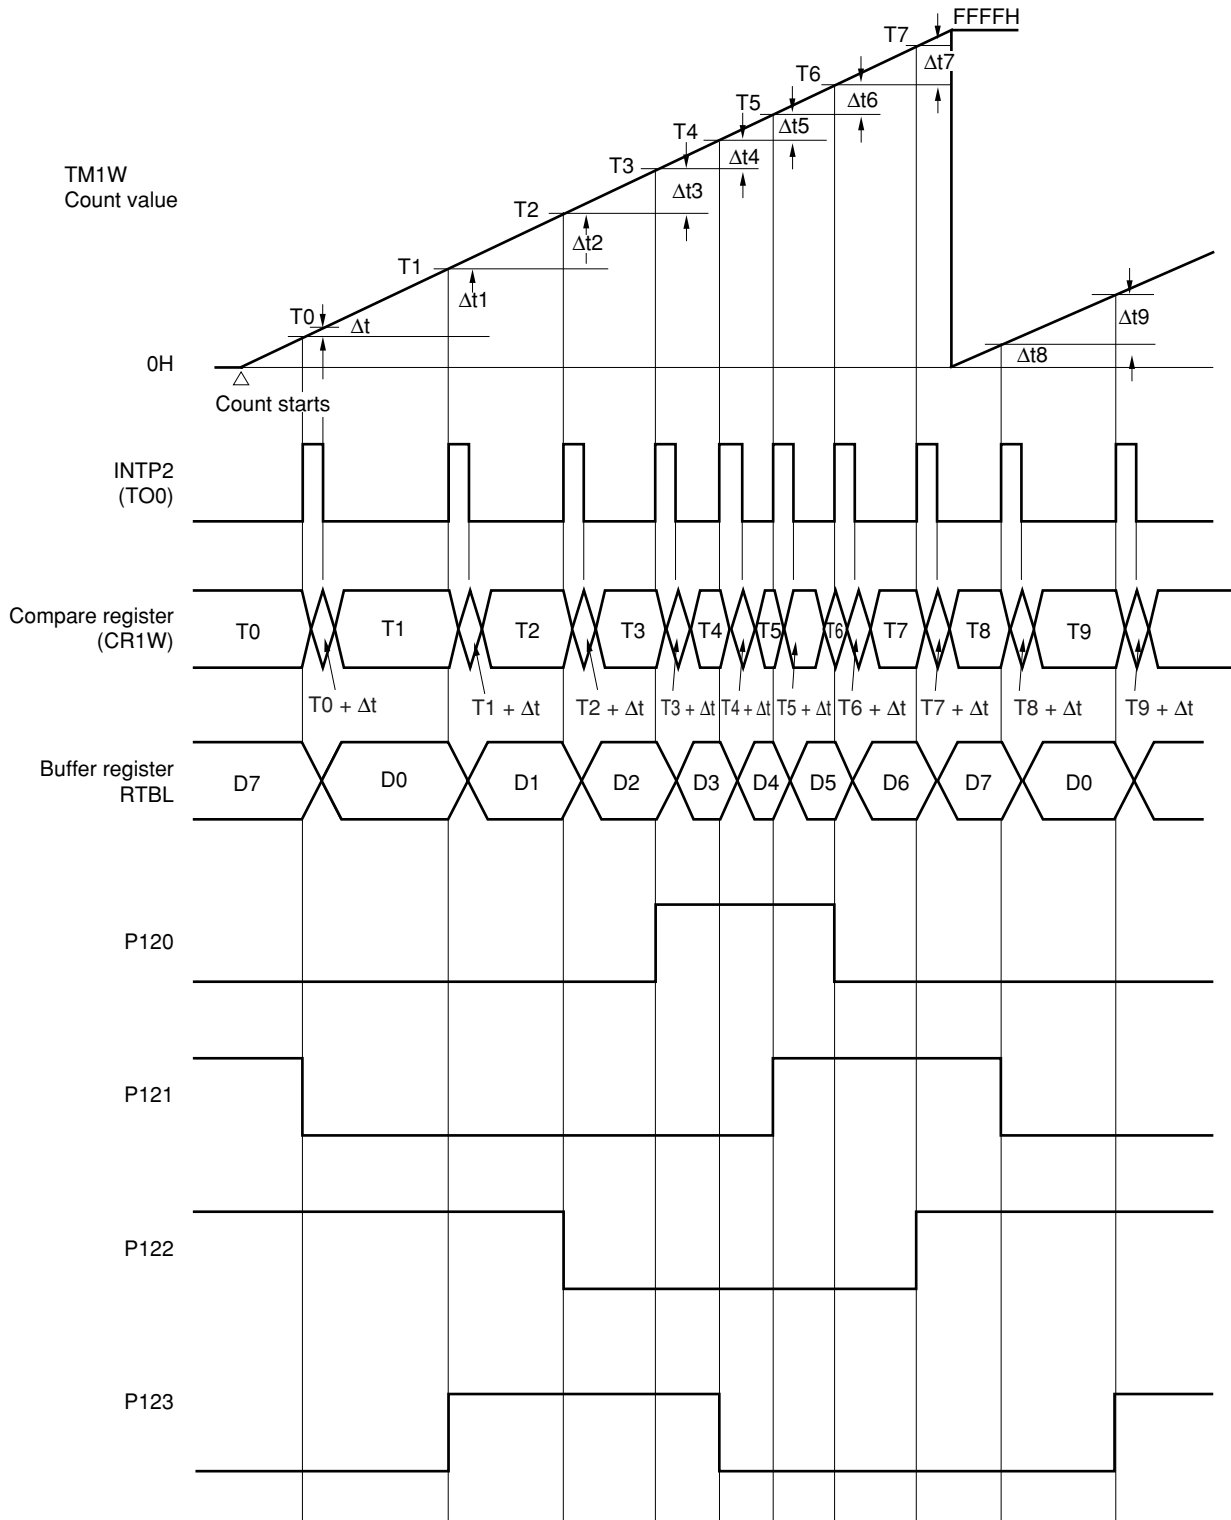 FFFFH
T7
Δt7
T6
Δt6
T5
Δt5
T4
Δt4
TM1W
Count value
T3
Δt3
T2
Δt2
T1
Δt1
T0
Δt
Δt9
Δt8
0H
Count starts
INTP2
(TO0)
Compare register
(CR1W)
T0 T1 T2 T3 T4 T5 T6 T7 T8 T9
T0 + Δt T1 + Δt T2 + Δt T3 + Δt T4 + Δt T5 + Δt T6 + Δt T7 + Δt T8 + Δt T9 + Δt
Buffer register
RTBL
D7 D0 D1 D2 D3 D4 D5 D6 D7 D0
P120
P121
P122
P123